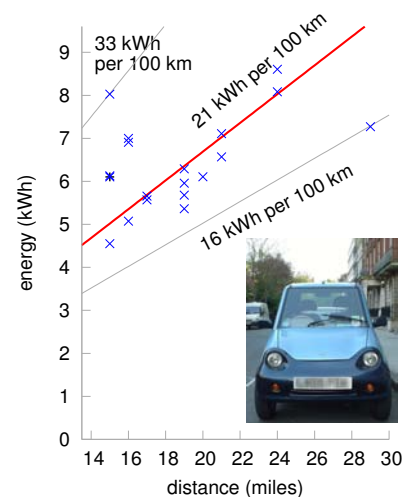 33 kWh
per 100 km
21 kWh per 100 km
16 kWh per 100 km
energy (kWh)
9
8
7
6
5
4
3
2
1
0
14 16 18 20 22 24 26 28 30
distance (miles)